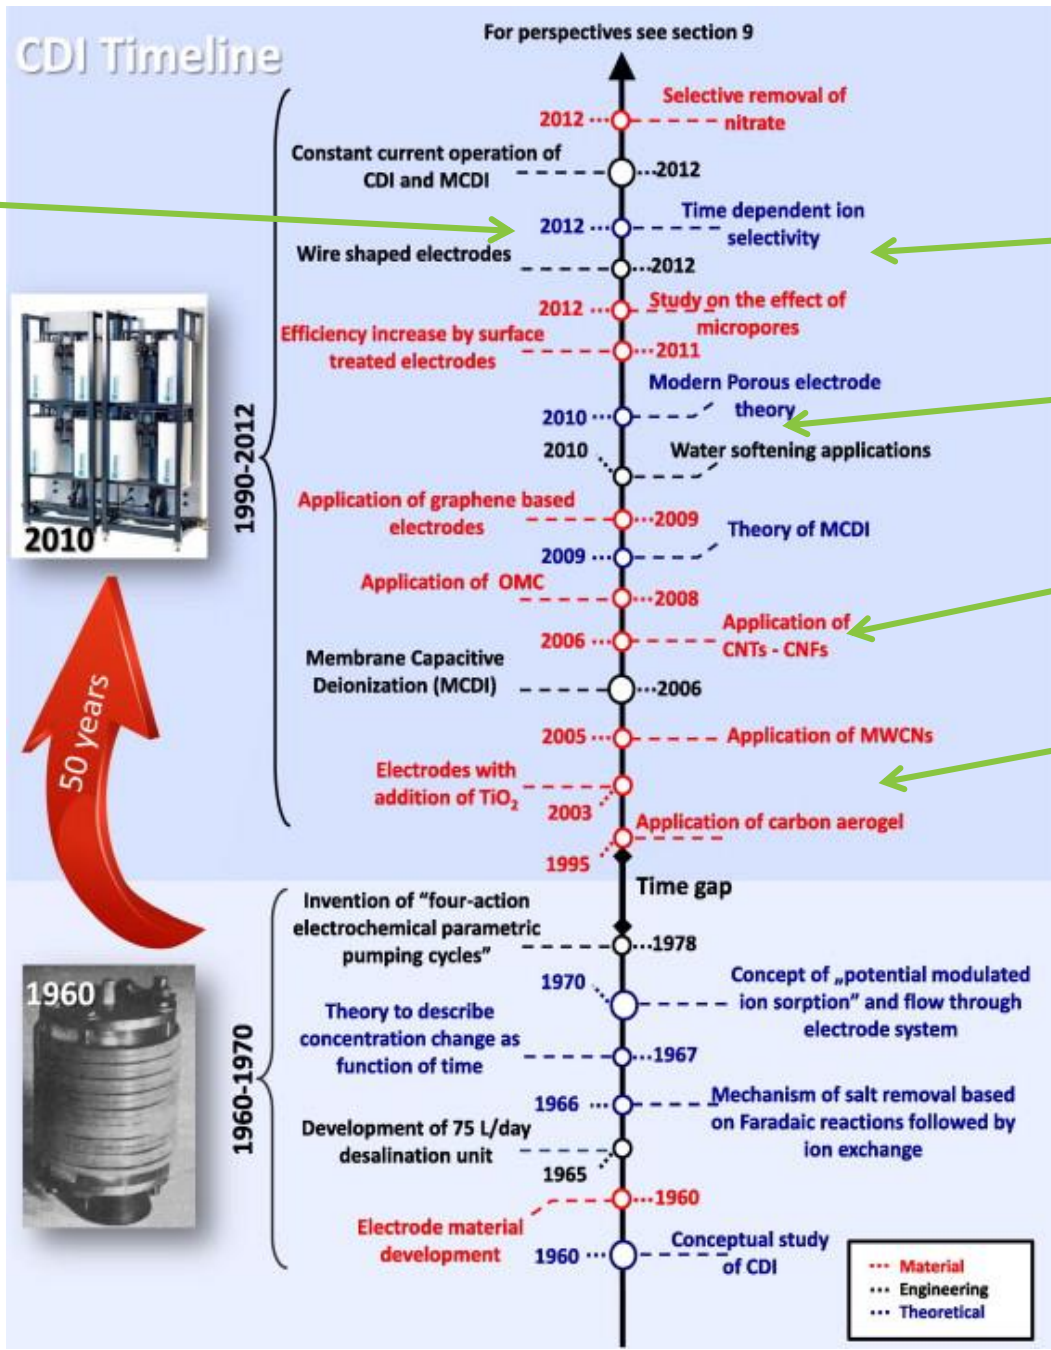 CDI Timeline
For perspectives see section 9
Selective removal of
nitrate
2012
Constant current operation of
CDI and MCDI
2012
Time dependent ion
selectivity
2012
Wire shaped electrodes
2012
Study on the effect of
micropores
2012
Efficiency increase by surface
treated electrodes
2011
Modern Porous electrode
theory
2010
2010
Water softening applications
Application of graphene based
electrodes
2009
Theory of MCDI
2009
Application of OMC
2008
Application of
CNTs - CNFs
2006
Membrane Capacitive
Deionization (MCDI)
2006
2005
Application of MWCNs
Electrodes with
addition of TiO₂
2003
Application of carbon aerogel
1995
1990-2012
2010
50 years
Time gap
Invention of “four-action
electrochemical parametric
pumping cycles”
1978
1970
Concept of „potential modulated
ion sorption” and flow through
electrode system
Theory to describe
concentration change as
function of time
1967
1966
Mechanism of salt removal based
on Faradaic reactions followed by
ion exchange
Development of 75 L/day
desalination unit
1965
1960
Electrode material
development
1960
Conceptual study
of CDI
1960-1970
1960
Material
Engineering
Theoretical